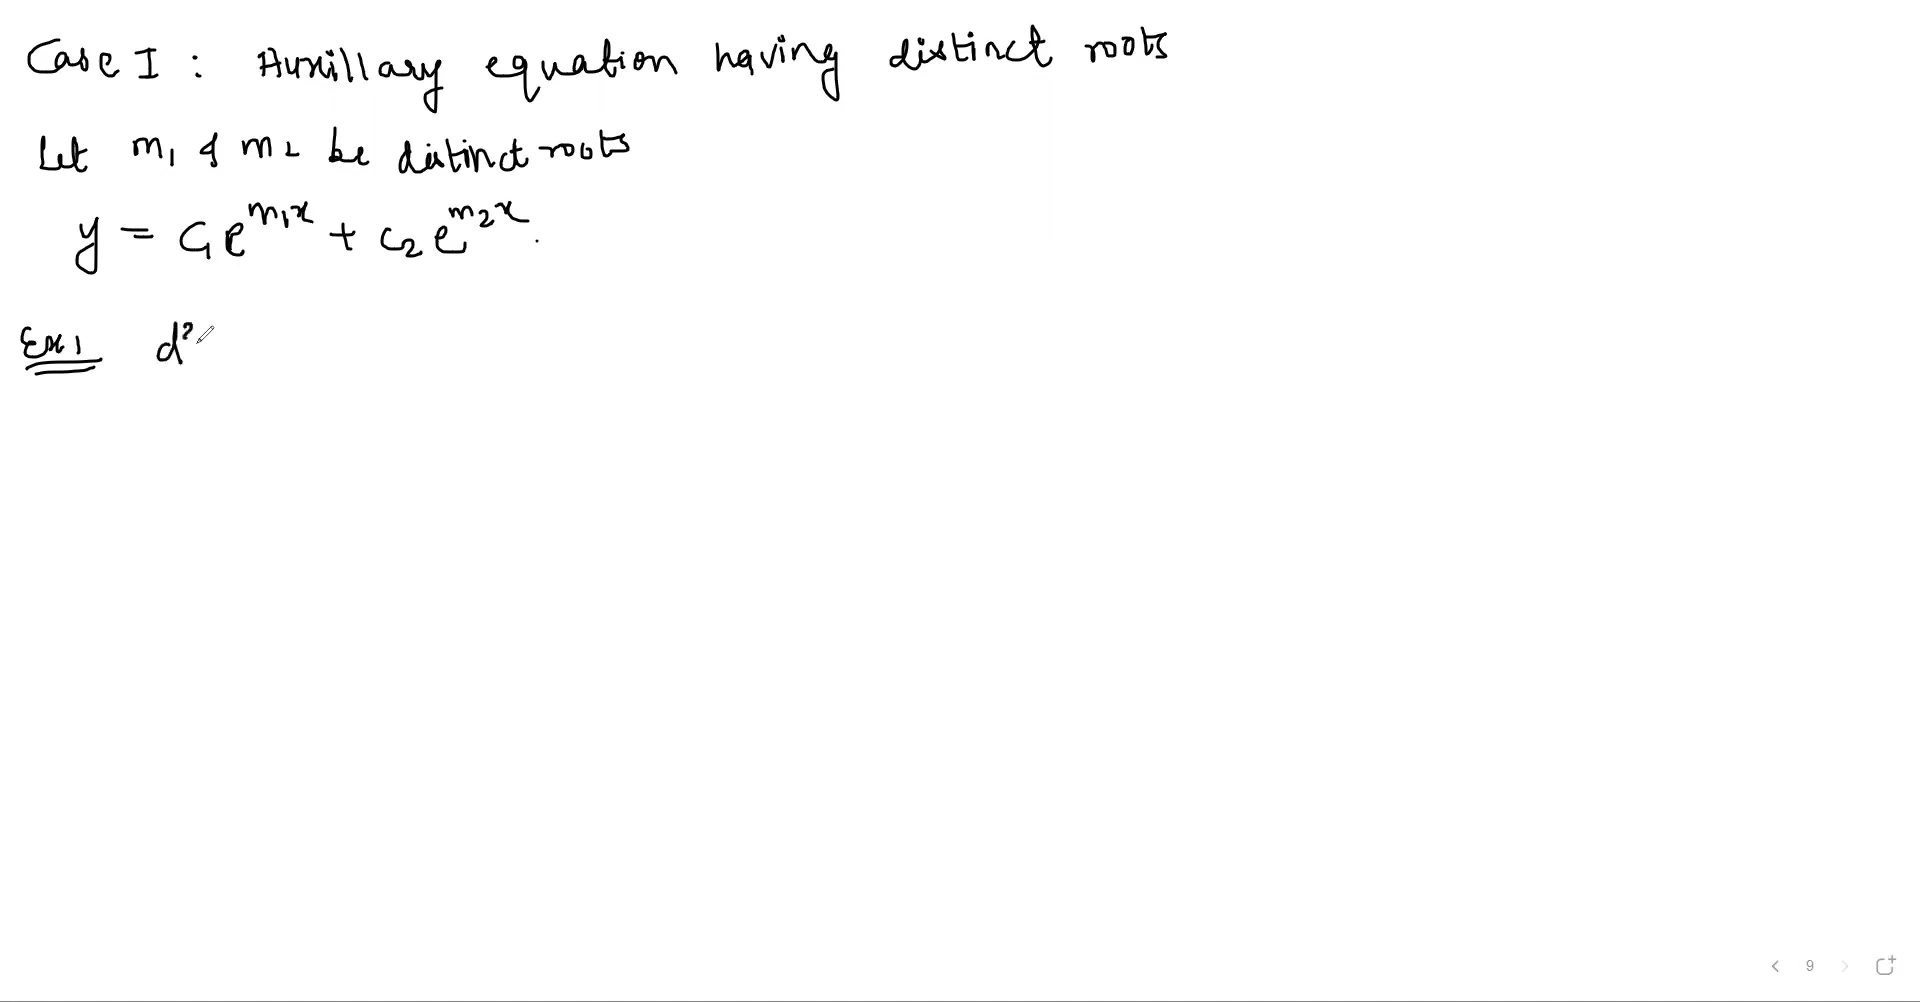 Case I : Auxillary equation having distinct roots
Let m₁ & m₂ be distinct roots
y = c₁e^{m₁x} + c₂e^{m₂x}.
Ex 1 d²
9